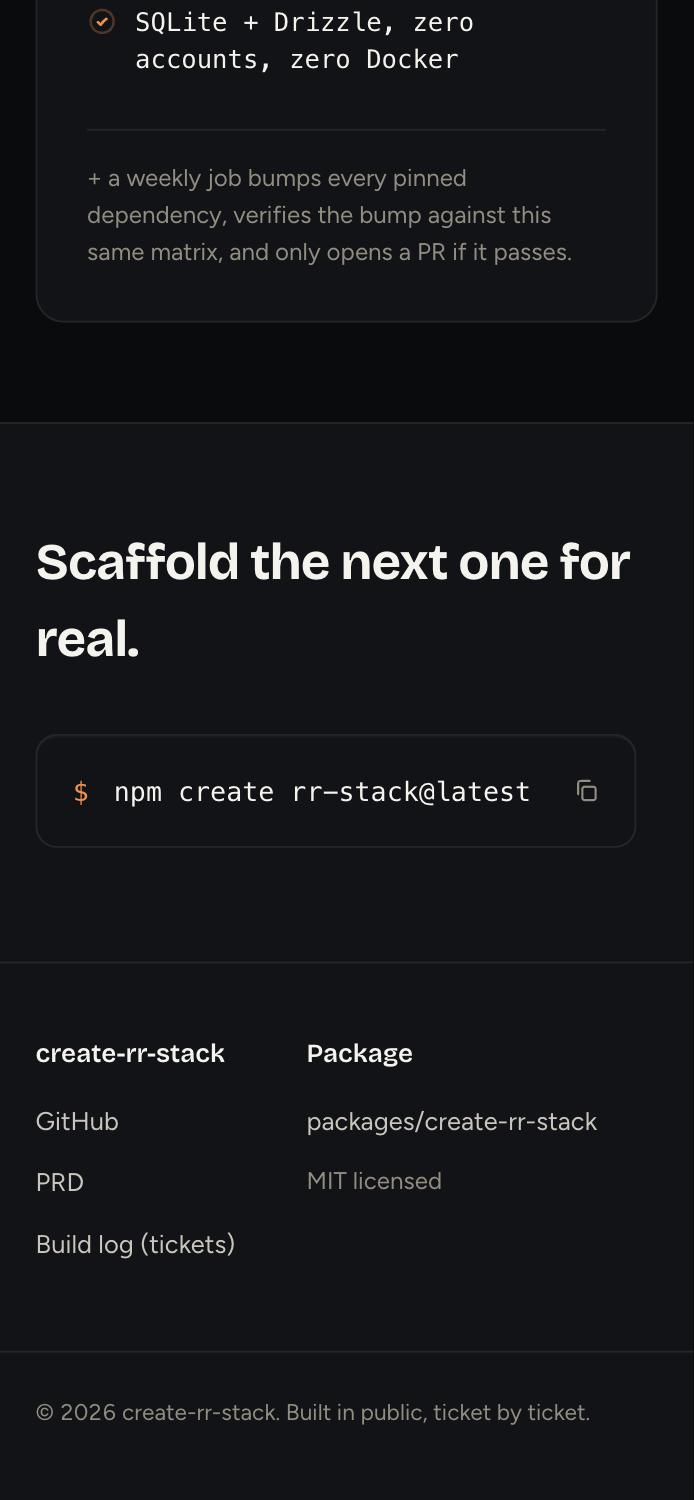 SQLite + Drizzle, zero
accounts, zero Docker
+ a weekly job bumps every pinned
dependency, verifies the bump against this
same matrix, and only opens a PR if it passes.
Scaffold the next one for
real.
$ npm create rr-stack@latest
create-rr-stack
GitHub
PRD
Build log (tickets)
Package
packages/create-rr-stack
MIT licensed
© 2026 create-rr-stack. Built in public, ticket by ticket.